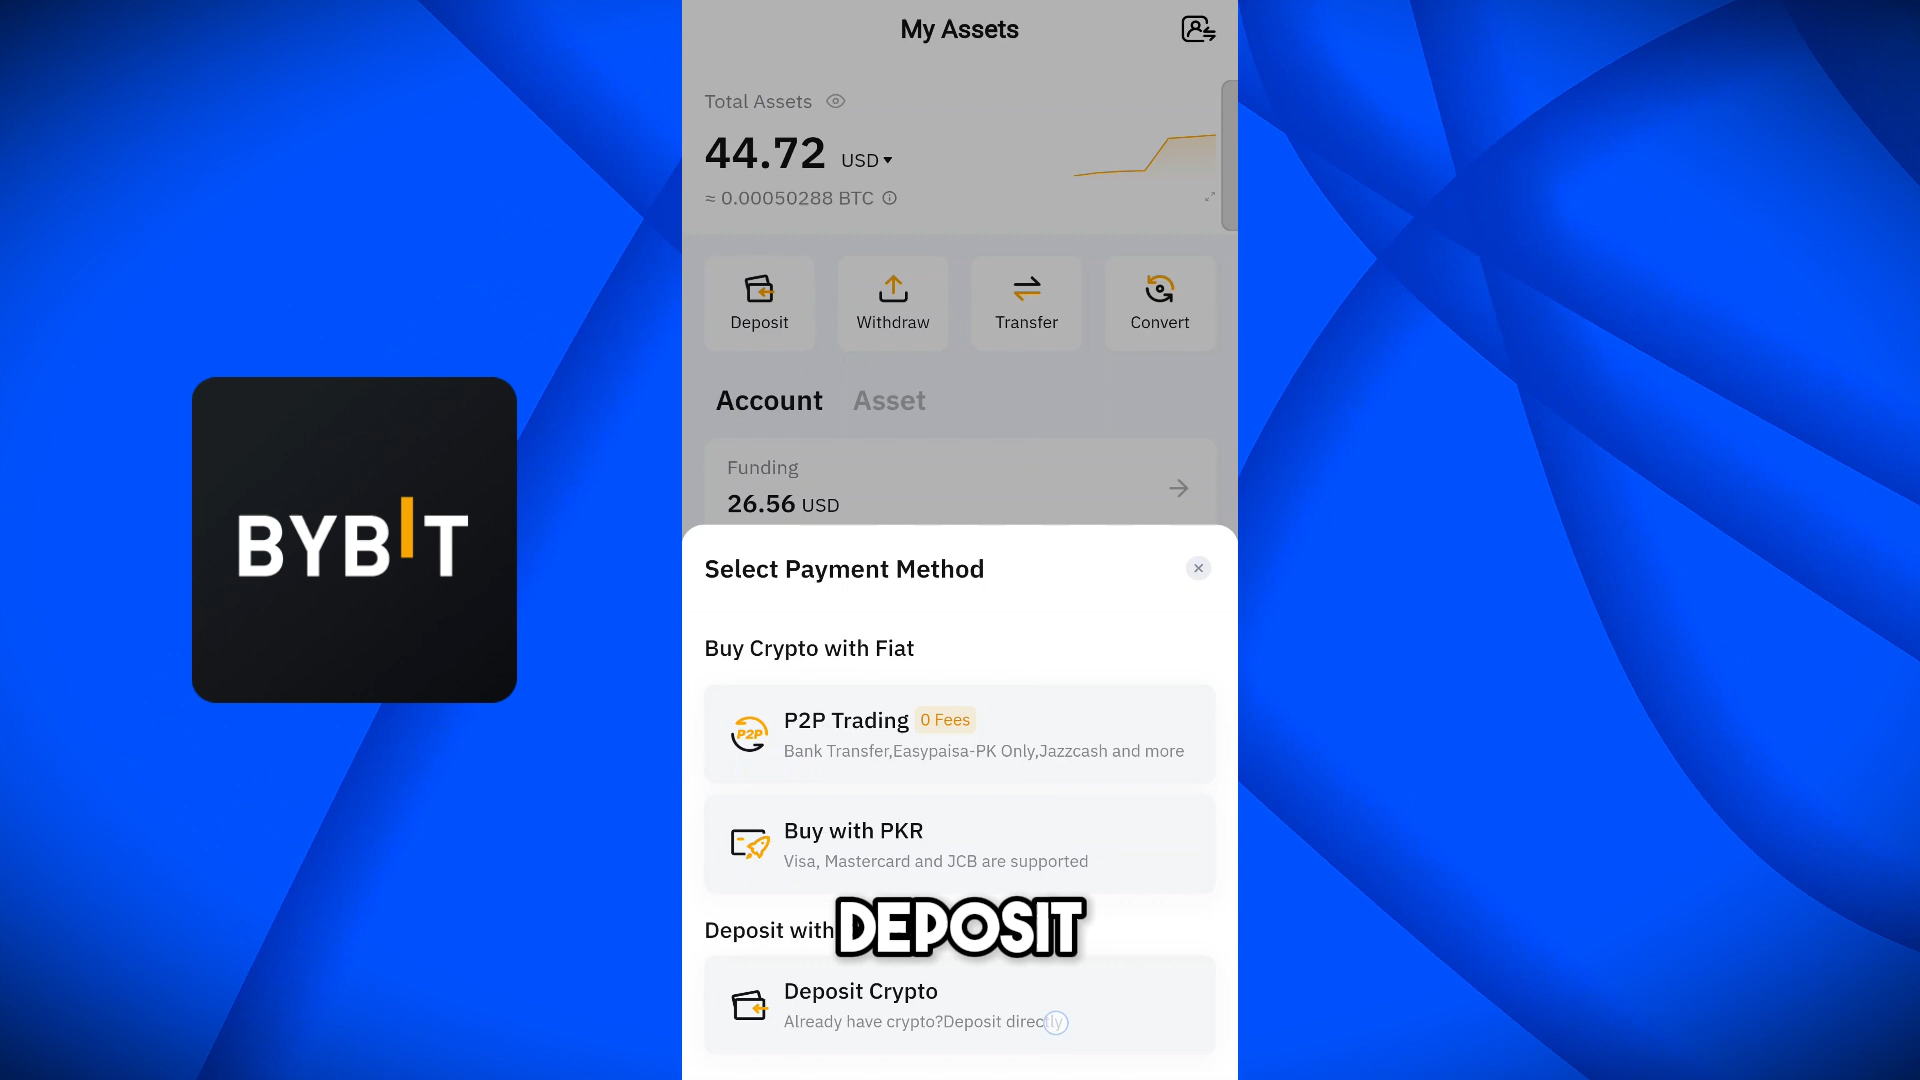 BYBIT
My Assets
Total Assets
44.72 USD
≈ 0.00050288 BTC
Deposit
Withdraw
Transfer
Convert
Account
Asset
Funding
26.56 USD
Select Payment Method
Buy Crypto with Fiat
P2P Trading 0 Fees
P2P
Bank Transfer,Easypaisa-PK Only,Jazzcash and more
Buy with PKR
Visa, Mastercard and JCB are supported
Deposit with
DEPOSIT
Deposit Crypto
Already have crypto?Deposit directly